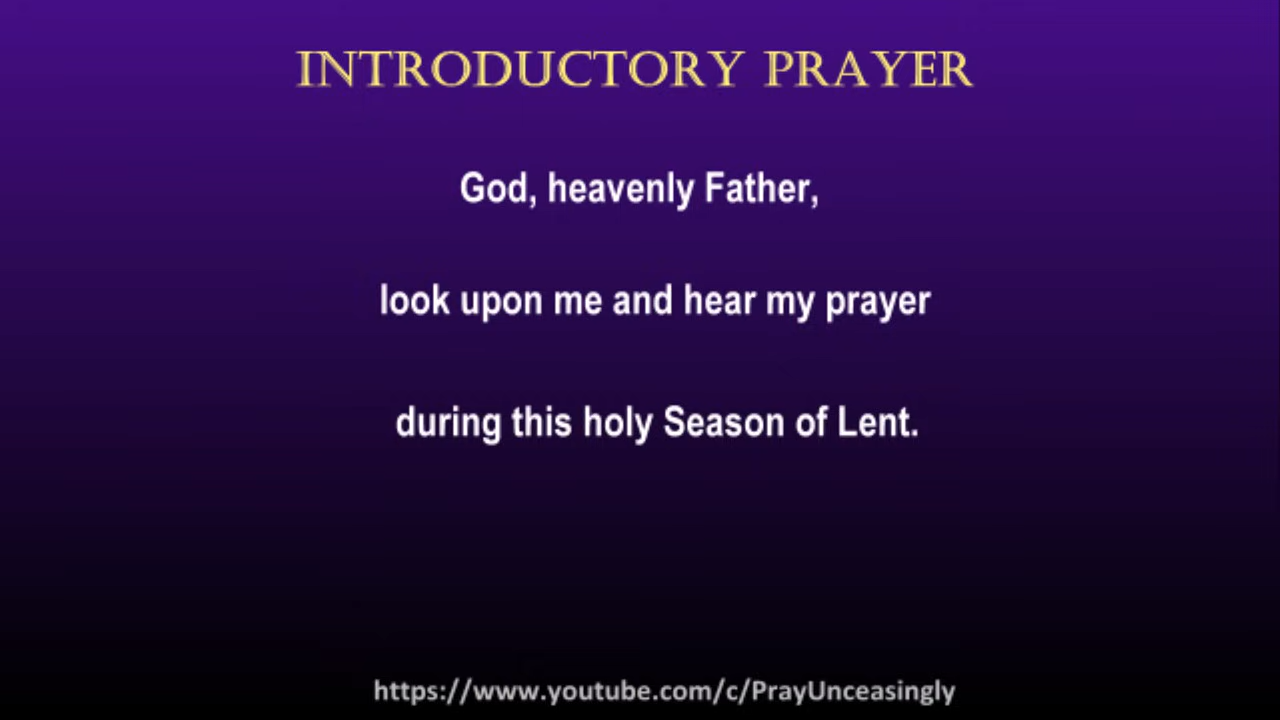 INTRODUCTORY PRAYER
God, heavenly Father,
look upon me and hear my prayer
during this holy Season of Lent.
https://www.youtube.com/c/PrayUnceasingly